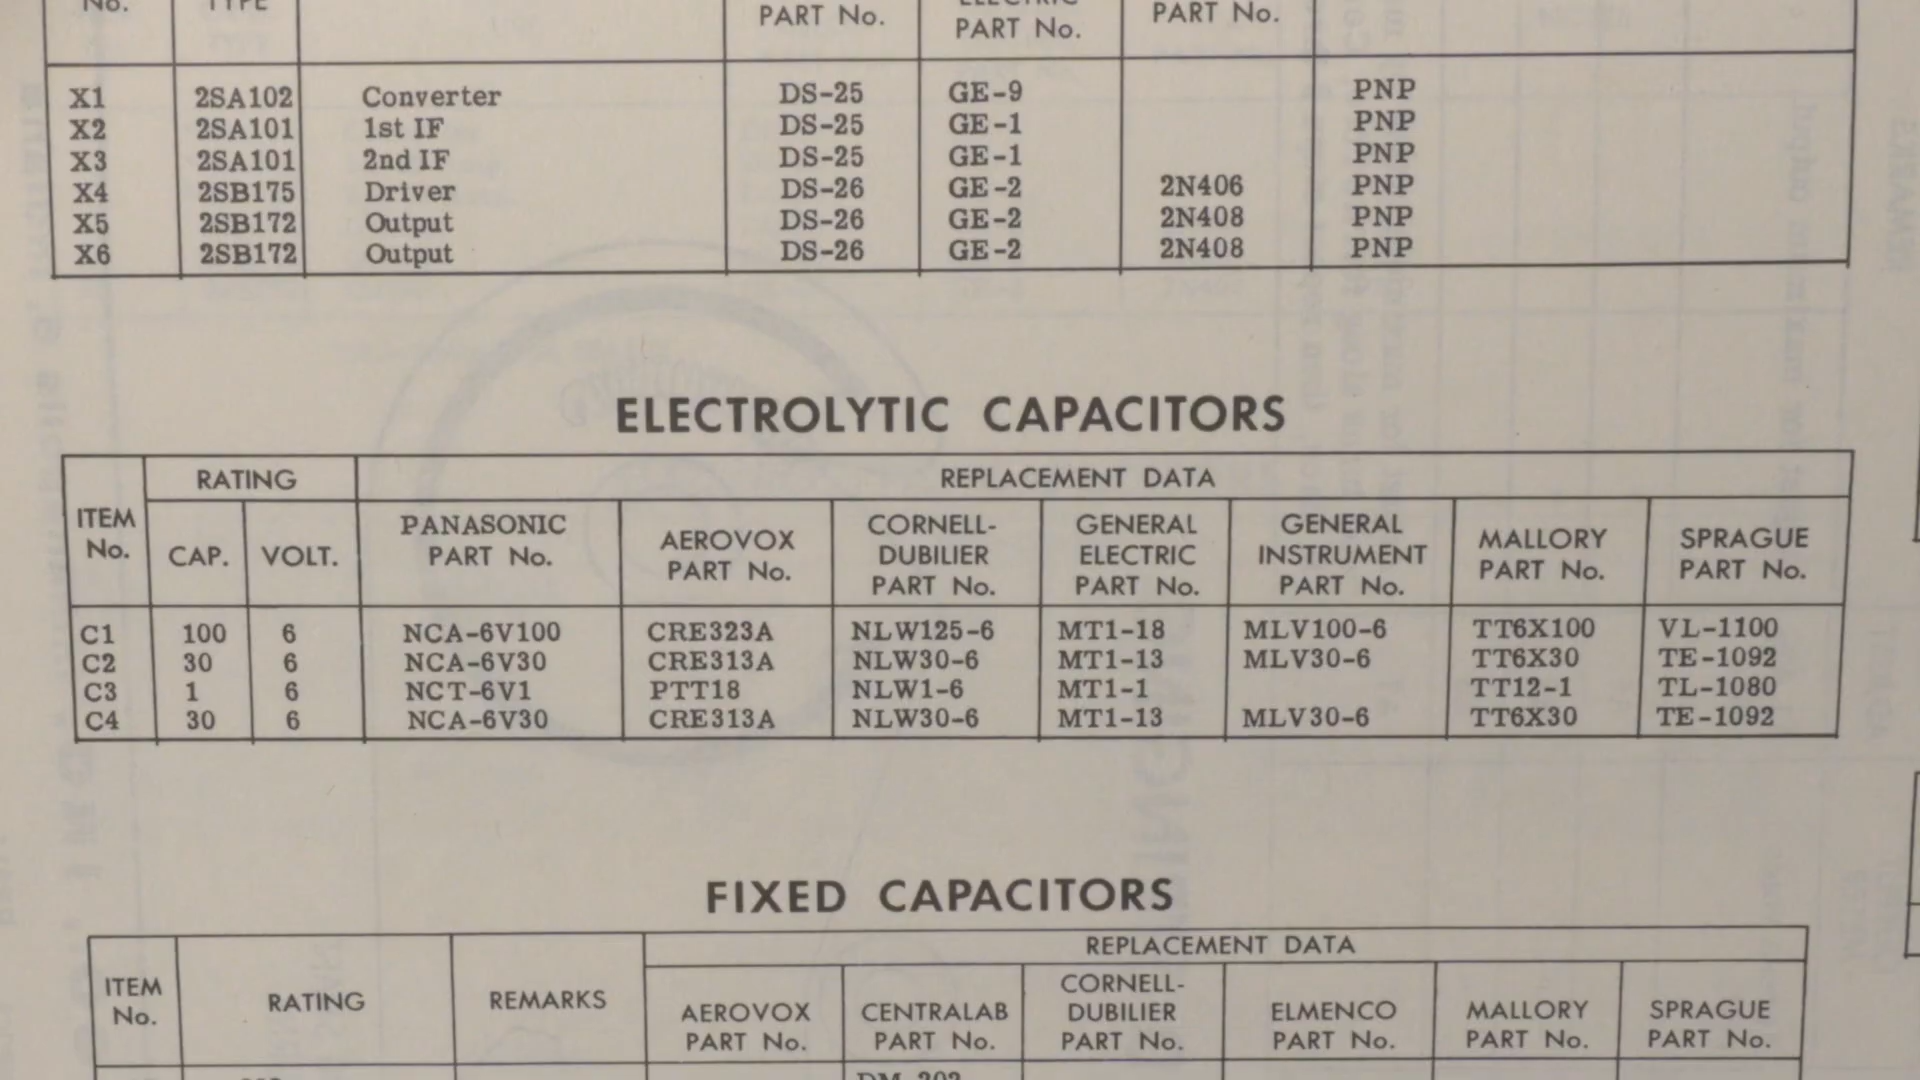 No. TYPE PART No. ELECTRIC PART No. PART No.
X1 2SA102 Converter DS-25 GE-9 PNP
X2 2SA101 1st IF DS-25 GE-1 PNP
X3 2SA101 2nd IF DS-25 GE-1 PNP
X4 2SB175 Driver DS-26 GE-2 2N406 PNP
X5 2SB172 Output DS-26 GE-2 2N408 PNP
X6 2SB172 Output DS-26 GE-2 2N408 PNP
ELECTROLYTIC CAPACITORS
ITEM No. RATING REPLACEMENT DATA
CAP. VOLT. PANASONIC PART No. AEROVOX PART No. CORNELL-DUBILIER PART No. GENERAL ELECTRIC PART No. GENERAL INSTRUMENT PART No. MALLORY PART No. SPRAGUE PART No.
C1 100 6 NCA-6V100 CRE323A NLW125-6 MT1-18 MLV100-6 TT6X100 VL-1100
C2 30 6 NCA-6V30 CRE313A NLW30-6 MT1-13 MLV30-6 TT6X30 TE-1092
C3 1 6 NCT-6V1 PTT18 NLW1-6 MT1-1 TT12-1 TL-1080
C4 30 6 NCA-6V30 CRE313A NLW30-6 MT1-13 MLV30-6 TT6X30 TE-1092
FIXED CAPACITORS
ITEM No. RATING REMARKS REPLACEMENT DATA
AEROVOX PART No. CENTRALAB PART No. CORNELL-DUBILIER PART No. ELMENCO PART No. MALLORY PART No. SPRAGUE PART No.